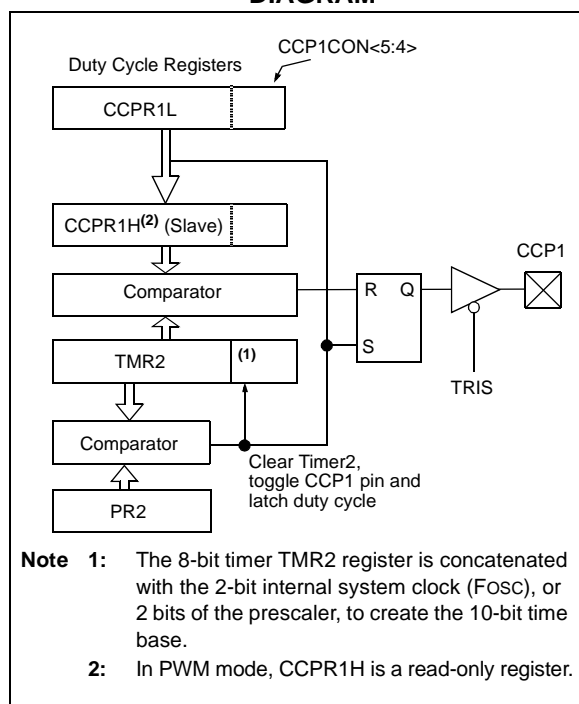 DIAGRAM
CCP1CON<5:4>
Duty Cycle Registers
CCPR1L
CCPR1H(2) (Slave)
CCP1
Comparator
R Q
TMR2 (1)
S
TRIS
Comparator
Clear Timer2,
toggle CCP1 pin and
latch duty cycle
PR2
Note 1: The 8-bit timer TMR2 register is concatenated
with the 2-bit internal system clock (FOSC), or
2 bits of the prescaler, to create the 10-bit time
base.
2: In PWM mode, CCPR1H is a read-only register.